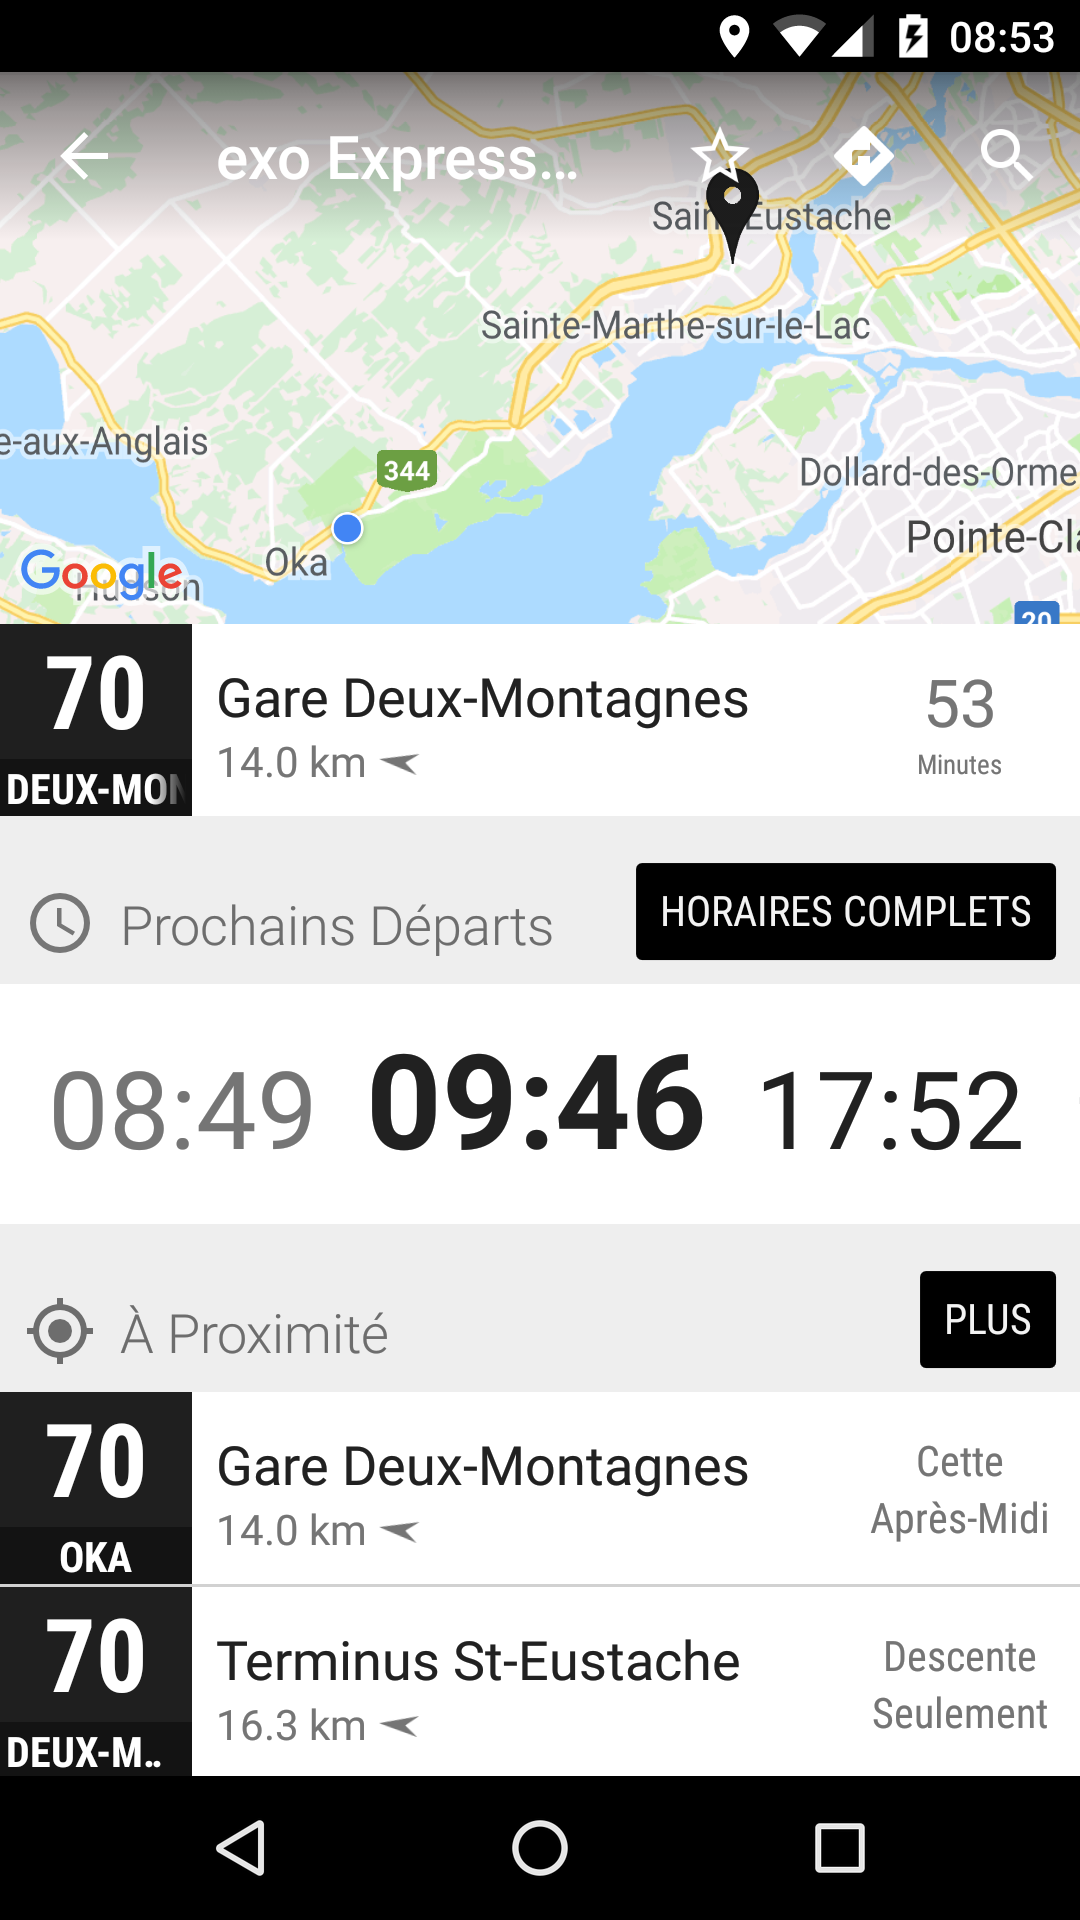 08:53
exo Express...
Saint-Eustache
Sainte-Marthe-sur-le-Lac
e-aux-Anglais
344
Dollard-des-Orme
Pointe-Cla
Oka
Google
Hudson
20
70
DEUX-MON
Gare Deux-Montagnes
14.0 km
53
Minutes
Prochains Départs
HORAIRES COMPLETS
08:49 09:46 17:52
À Proximité
PLUS
70
OKA
Gare Deux-Montagnes
14.0 km
Cette
Après-Midi
70
DEUX-M..
Terminus St-Eustache
16.3 km
Descente
Seulement